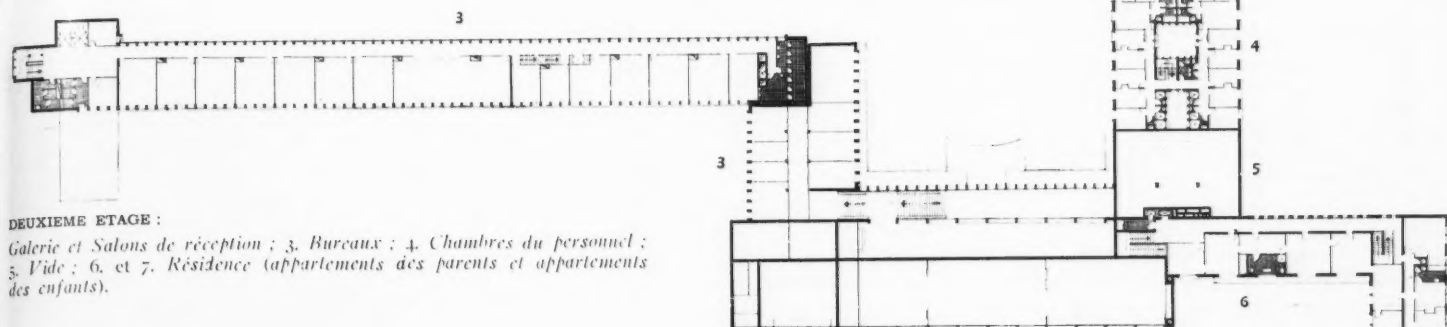 3
4
3
5
DEUXIEME ETAGE :
Galerie et Salons de réception ; 3. Bureaux ; 4. Chambres du personnel ;
5. Vide ; 6. et 7. Résidence (appartements des parents et appartements
des enfants).
6